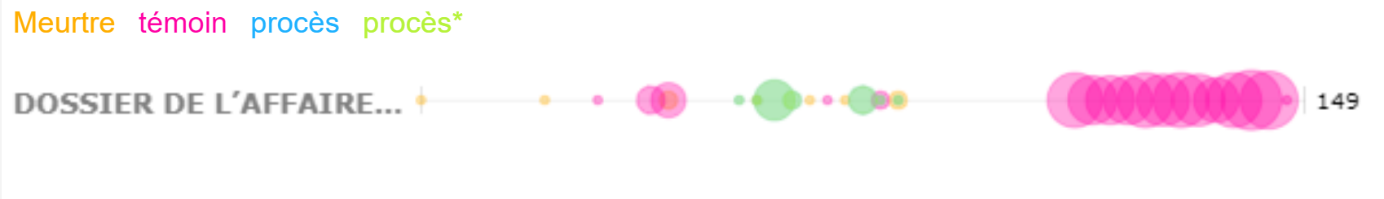 Meurtre témoin procès procès*
DOSSIER DE L’AFFAIRE... 149